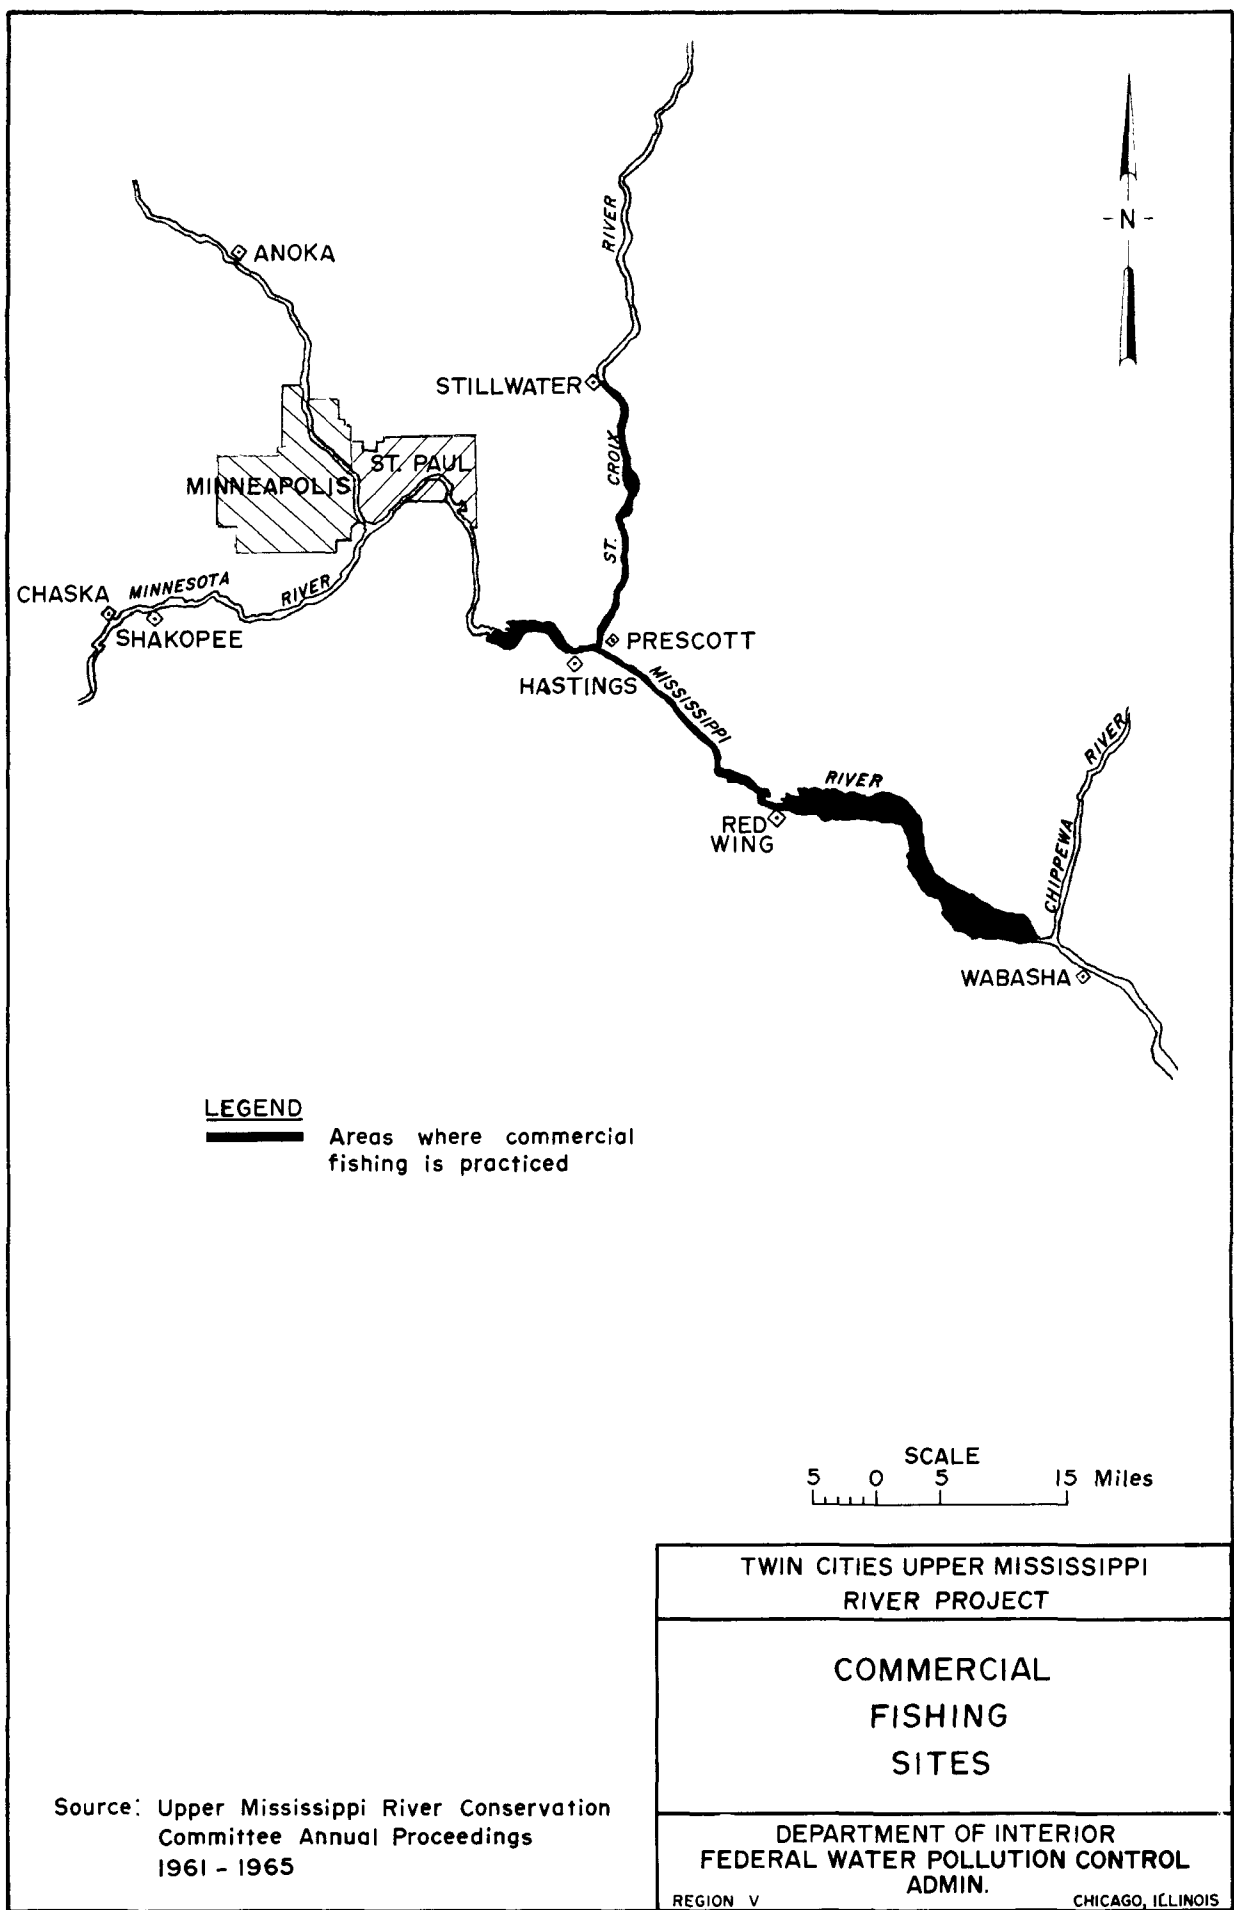 RIVER
- N -
ANOKA
STILLWATER
CROIX
ST. PAUL
MINNEAPOLIS
ST.
MINNESOTA
RIVER
CHASKA
SHAKOPEE
PRESCOTT
HASTINGS
MISSISSIPPI
RIVER
RIVER
RED
WING
CHIPPEWA
WABASHA
LEGEND
Areas where commercial
fishing is practiced
SCALE
5 0 5 15 Miles
TWIN CITIES UPPER MISSISSIPPI
RIVER PROJECT
COMMERCIAL
FISHING
SITES
Source: Upper Mississippi River Conservation
Committee Annual Proceedings
1961 - 1965
DEPARTMENT OF INTERIOR
FEDERAL WATER POLLUTION CONTROL
ADMIN.
REGION V CHICAGO, ILLINOIS